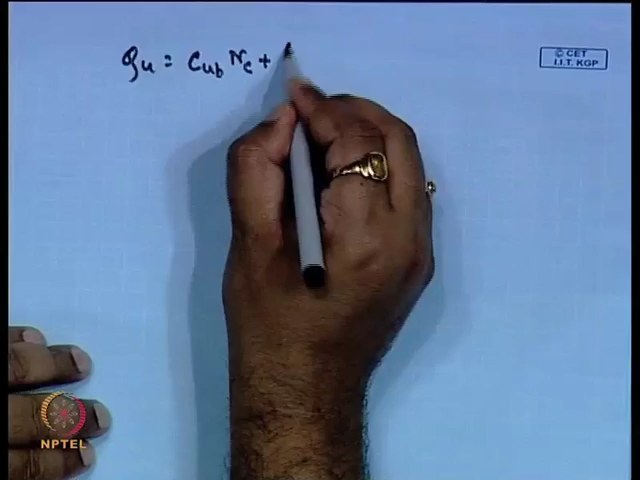 qu = Cub Nc +
© CET
I.I.T. KGP
NPTEL